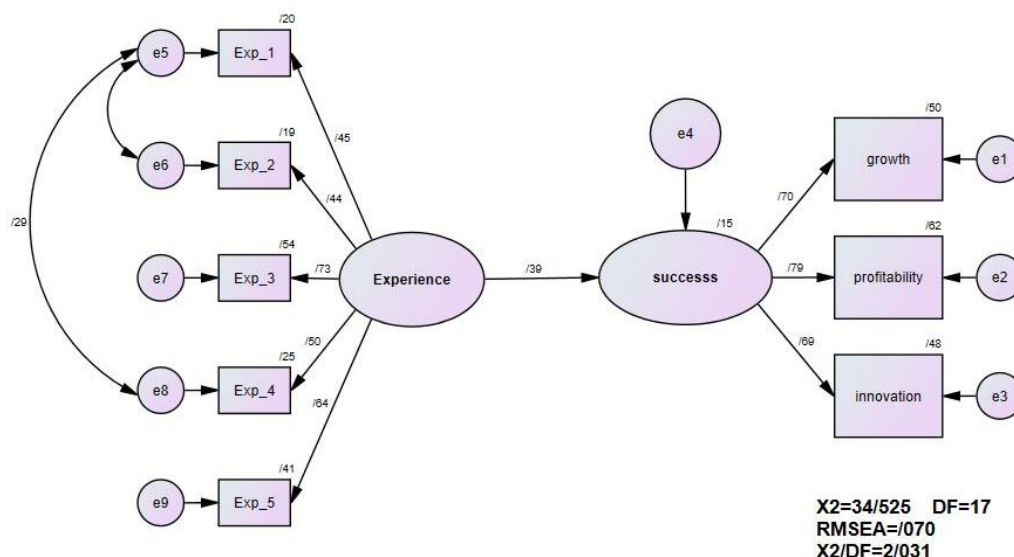 /20
e5
Exp_1
/19
/45
e6
Exp_2
/44
/29
/54
e7
Exp_3
/73
Experience
/39
/50
/25
e8
Exp_4
/64
/41
e9
Exp_5
e4
/15
successs
/50
growth
e1
/70
/62
/79
profitability
e2
/69
/48
innovation
e3
X2=34/525 DF=17
RMSEA=/070
X2/DF=2/031